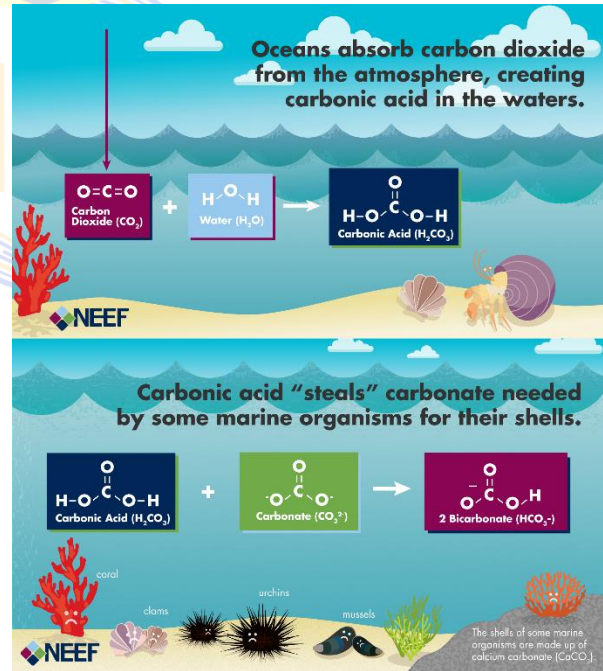 Oceans absorb carbon dioxide
from the atmosphere, creating
carbonic acid in the waters.
O=C=O
Carbon
Dioxide (CO₂)
+
H O H
Water (H₂O)
→
O
H-O C O-H
Carbonic Acid (H₂CO₃)
NEEF
Carbonic acid "steals" carbonate needed
by some marine organisms for their shells.
O
H-O C O-H
Carbonic Acid (H₂CO₃)
+
O
-O C O-
Carbonate (CO₃²⁻)
→
O
-O C O H
2 Bicarbonate (HCO₃-)
coral
clams
urchins
mussels
The shells of some marine
organisms are made up of
calcium carbonate (CaCO₃).
NEEF